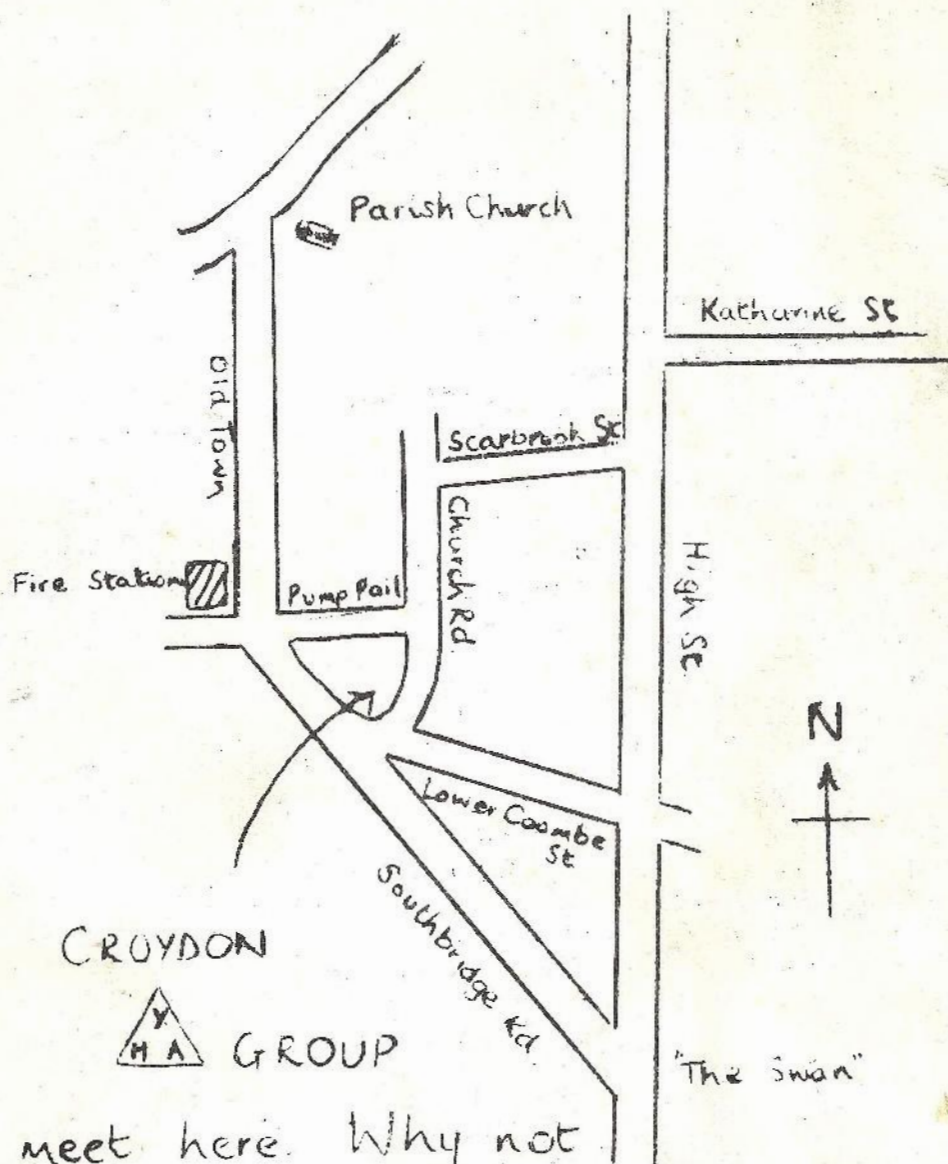 Parish Church
Katharine St
Old Town
Scarbrook St
Church Rd
High St
Fire Station
Pump Pail
N
Lower Coombe
St
Southbridge Rd
CROYDON
Y
H A
GROUP
"The Swan"
meet here. Why not